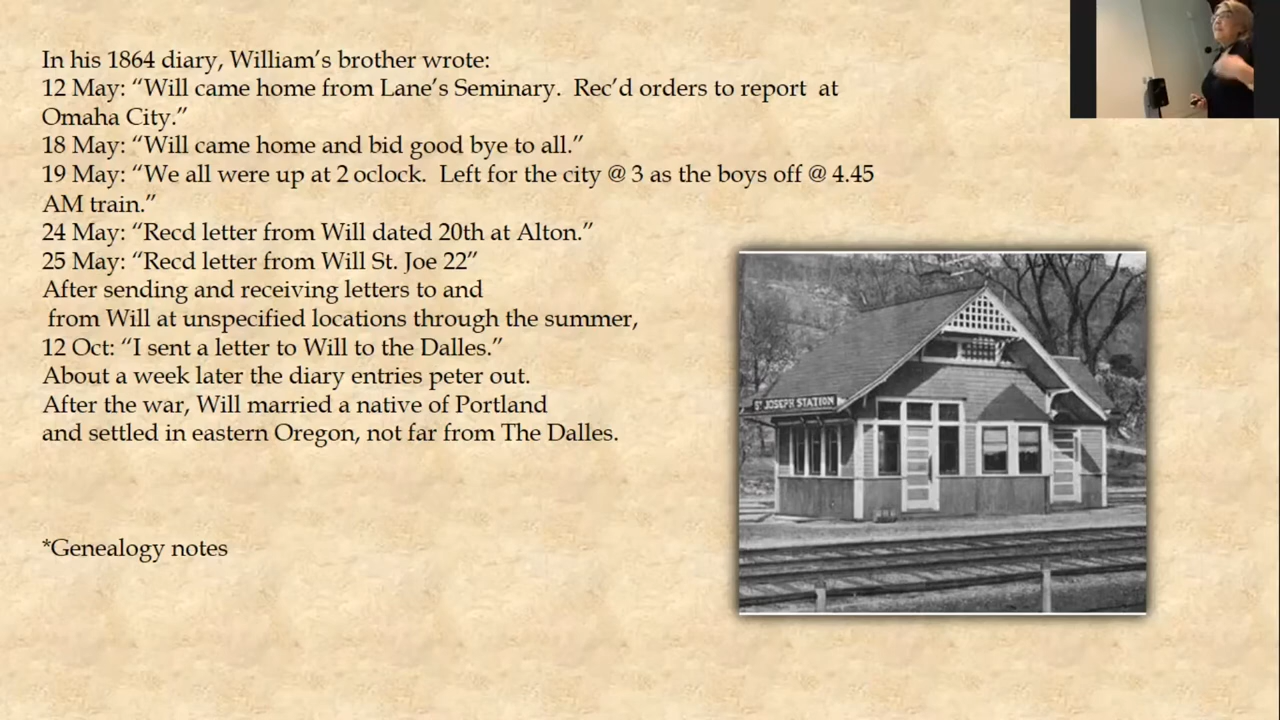 In his 1864 diary, William’s brother wrote:
12 May: “Will came home from Lane’s Seminary.  Rec’d orders to report  at
Omaha City.”
18 May: “Will came home and bid good bye to all.”
19 May: “We all were up at 2 oclock.  Left for the city @ 3 as the boys off @ 4.45
AM train.”
24 May: “Recd letter from Will dated 20th at Alton.”
25 May: “Recd letter from Will St. Joe 22”
After sending and receiving letters to and
from Will at unspecified locations through the summer,
12 Oct: “I sent a letter to Will to the Dalles.”
About a week later the diary entries peter out.
After the war, Will married a native of Portland
and settled in eastern Oregon, not far from The Dalles.
ST JOSEPH STATION
*Genealogy notes